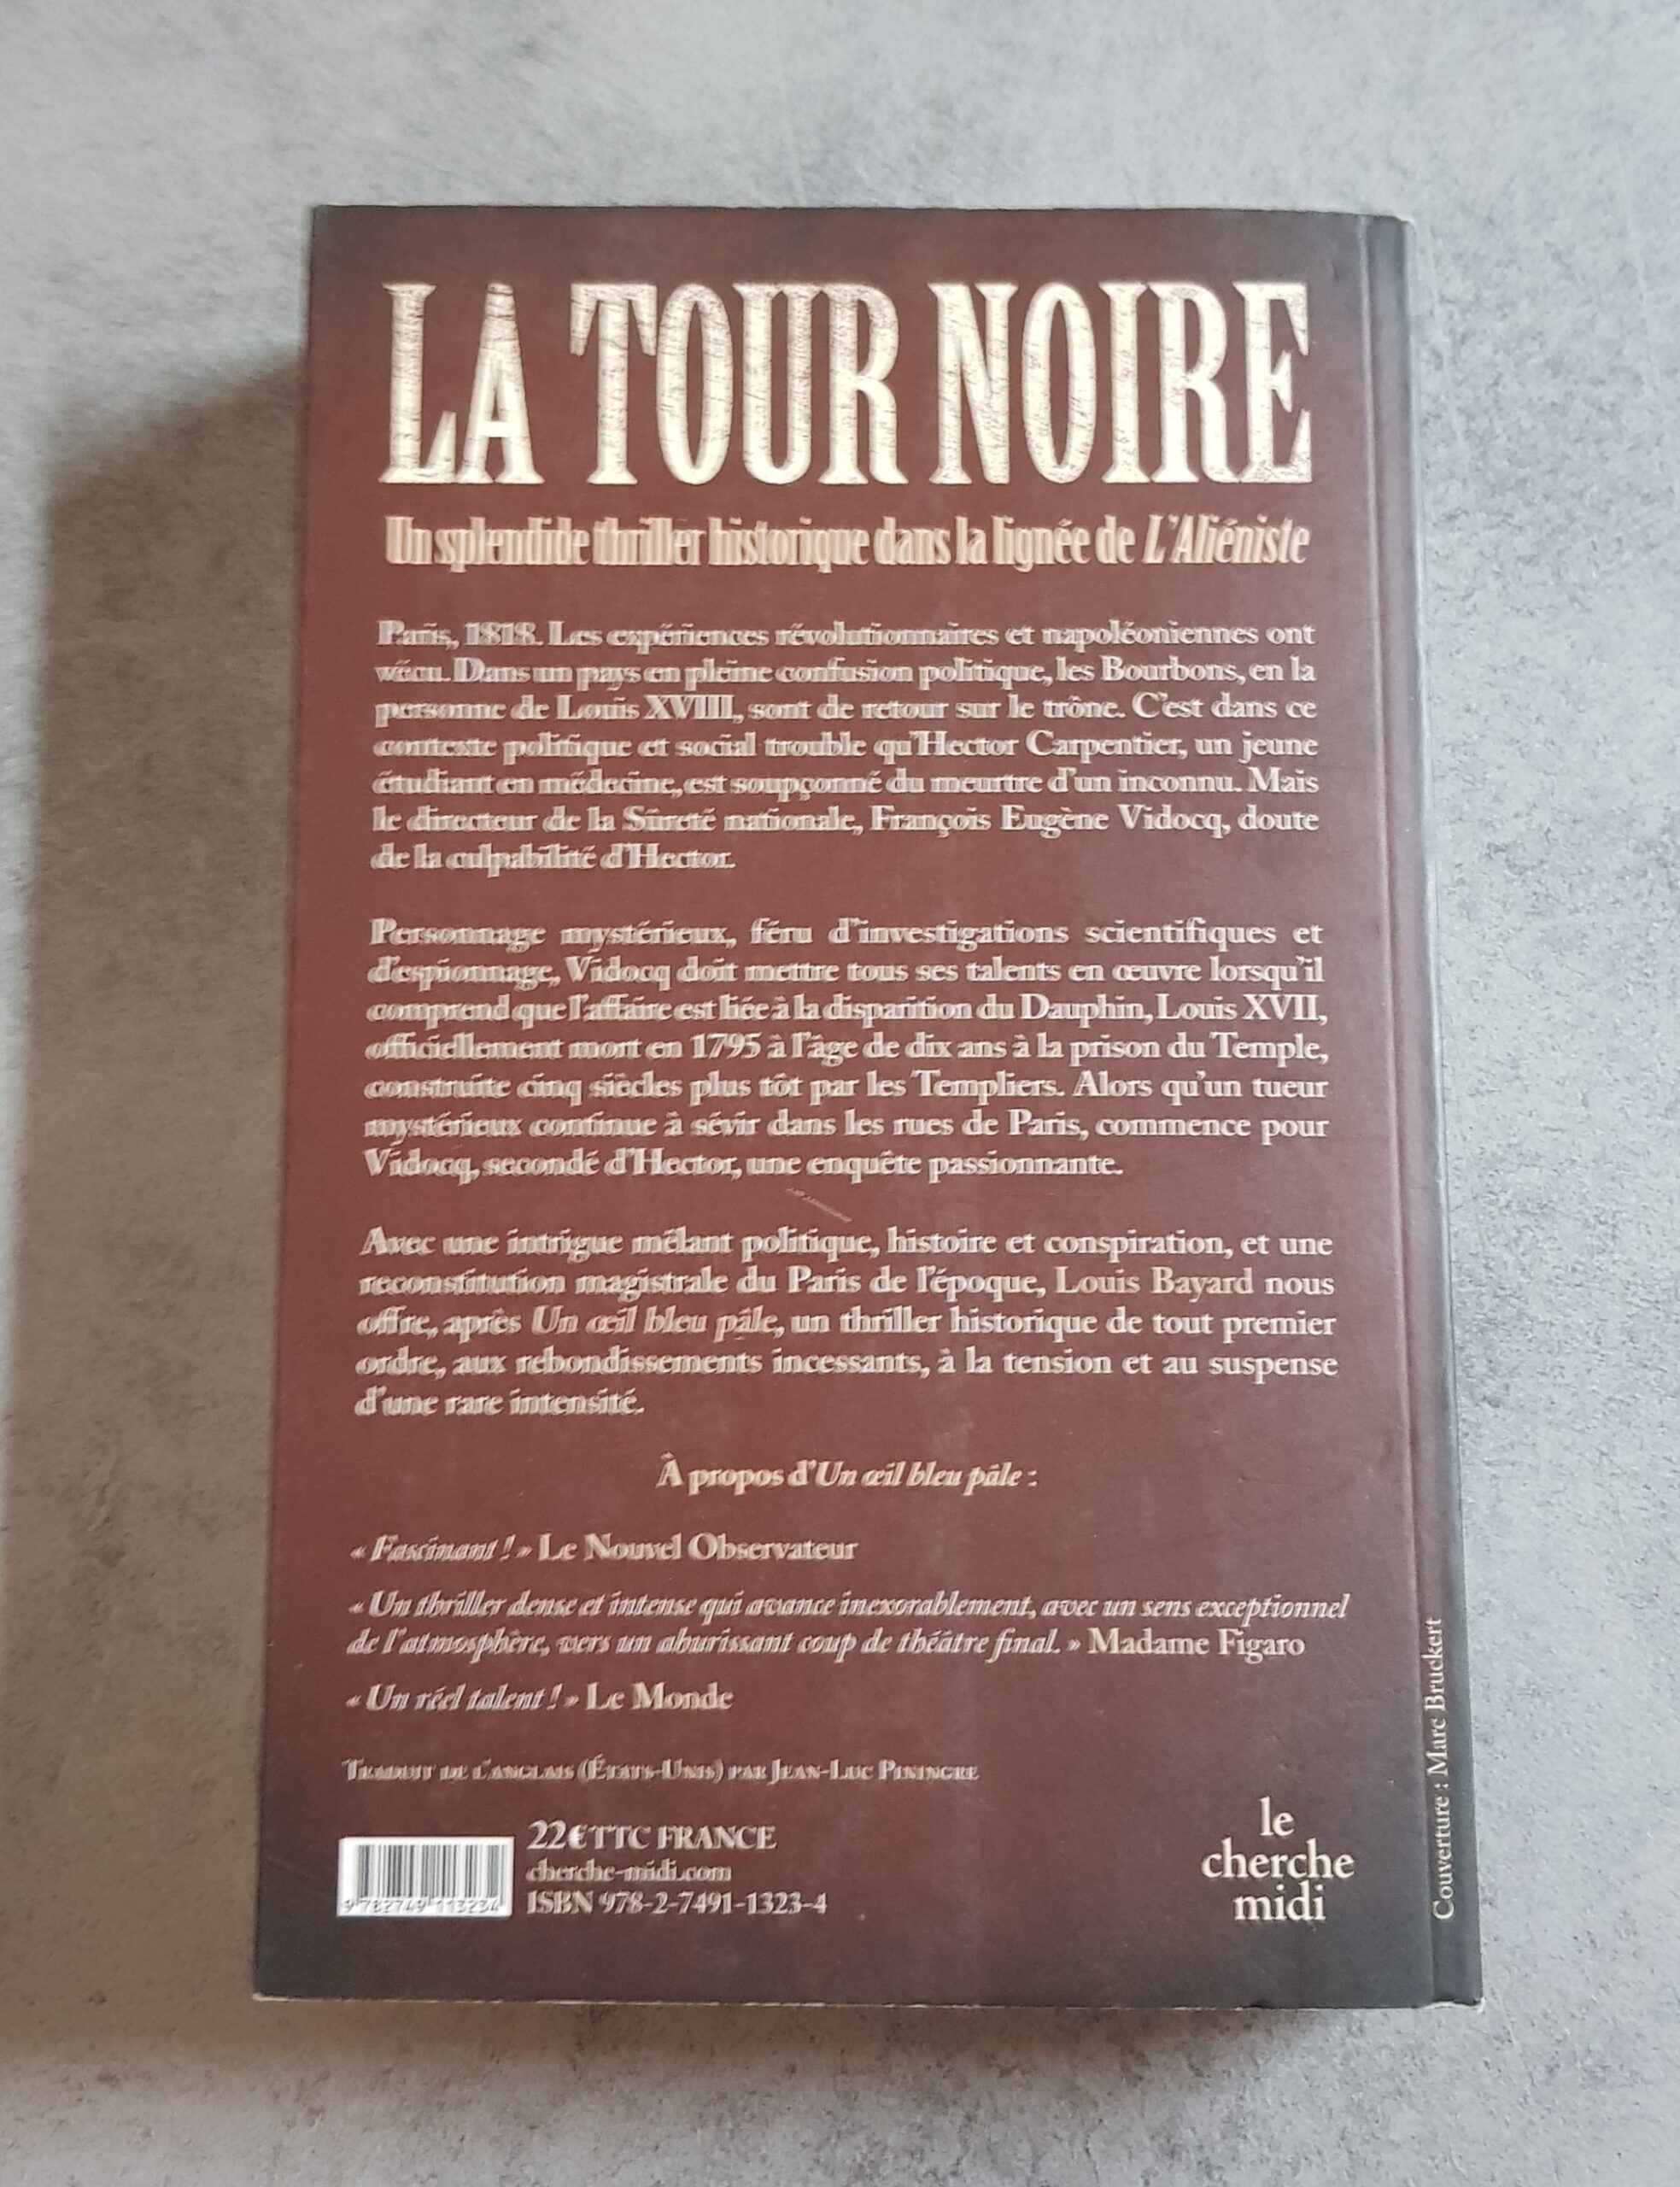 LA TOUR NOIRE
Un splendide thriller historique dans la lignée de L'Aliéniste
Paris, 1818. Les expériences révolutionnaires et napoléoniennes ont
vécu. Dans un pays en pleine confusion politique, les Bourbons, en la
personne de Louis XVIII, sont de retour sur le trône. C'est dans ce
contexte politique et social trouble qu'Hector Carpentier, un jeune
étudiant en médecine, est soupçonné du meurtre d'un inconnu. Mais
le directeur de la Sûreté nationale, François Eugène Vidocq, doute
de la culpabilité d'Hector.
Personnage mystérieux, féru d'investigations scientifiques et
d'espionnage, Vidocq doit mettre tous ses talents en œuvre lorsqu'il
comprend que l'affaire est liée à la disparition du Dauphin, Louis XVII,
officiellement mort en 1795 à l'âge de dix ans à la prison du Temple,
construite cinq siècles plus tôt par les Templiers. Alors qu'un tueur
mystérieux continue à sévir dans les rues de Paris, commence pour
Vidocq, secondé d'Hector, une enquête passionnante.
Avec une intrigue mêlant politique, histoire et conspiration, et une
reconstitution magistrale du Paris de l'époque, Louis Bayard nous
offre, après Un œil bleu pâle, un thriller historique de tout premier
ordre, aux rebondissements incessants, à la tension et au suspense
d'une rare intensité.
À propos d'Un œil bleu pâle :
« Fascinant ! » Le Nouvel Observateur
« Un thriller dense et intense qui avance inexorablement, avec un sens exceptionnel
de l'atmosphère, vers un ahurissant coup de théâtre final. » Madame Figaro
« Un réel talent ! » Le Monde
TRADUIT DE L'ANGLAIS (ÉTATS-UNIS) PAR JEAN-LUC PININGRE
22€ TTC FRANCE
cherche-midi.com
ISBN 978-2-7491-1323-4
9 782749 113234
le
cherche
midi
Couverture : Marc Bruckert